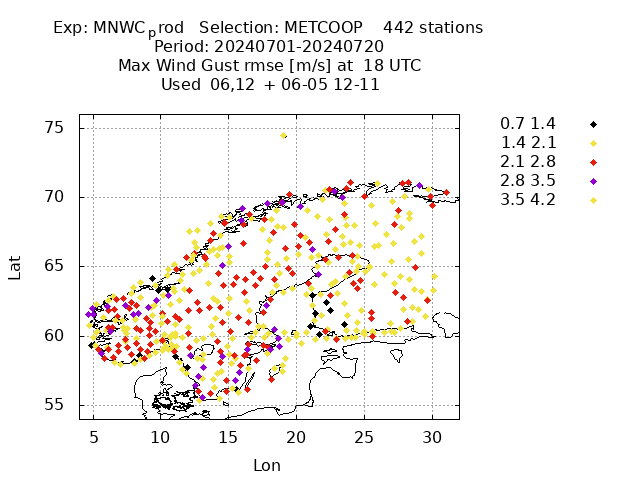 Exp: MNWCprod Selection: METCOOP 442 stations
Period: 20240701-20240720
Max Wind Gust rmse [m/s] at 18 UTC
Used 06,12 + 06-05 12-11
0.7 1.4
1.4 2.1
2.1 2.8
2.8 3.5
3.5 4.2
75
70
65
60
55
Lat
5 10 15 20 25 30
Lon